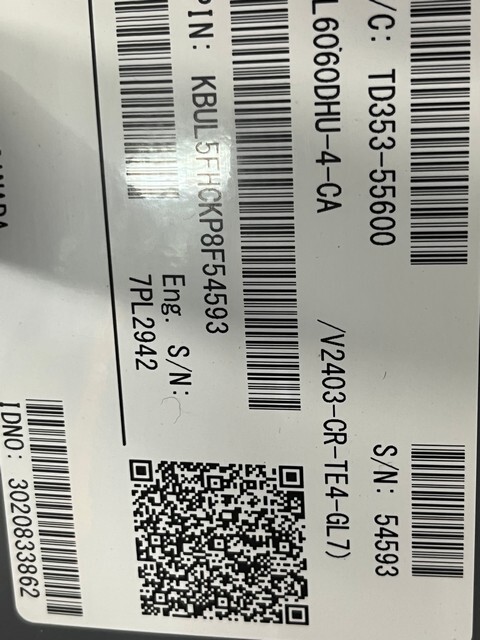 /C: TD353-55600 S/N: 54593
L6060DHU-4-CA /V2403-CR-TE4-GL7)
PIN: KBUL5FHCKP8F54593
Eng. S/N:
7PL2942
IDNO: 3020833862